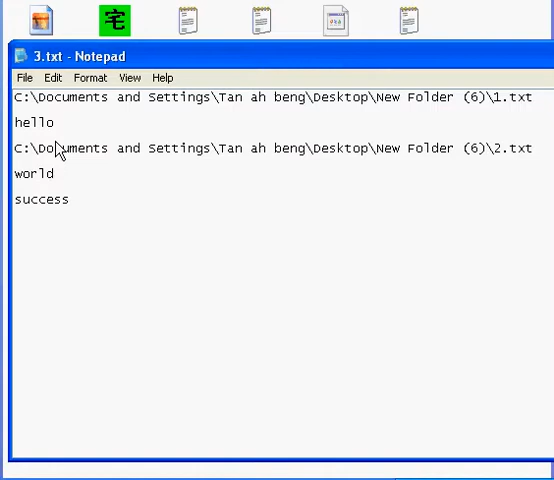 宅
3.txt - Notepad
File Edit Format View Help
C:\Documents and Settings\Tan ah beng\Desktop\New Folder (6)\1.txt
hello
C:\Documents and Settings\Tan ah beng\Desktop\New Folder (6)\2.txt
world
success